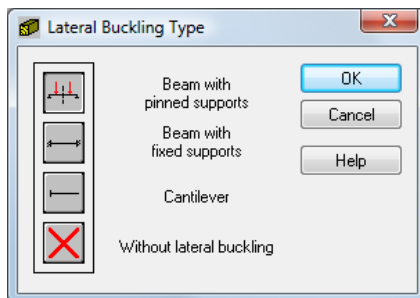 Lateral Buckling Type
Beam with
pinned supports
Beam with
fixed supports
Cantilever
Without lateral buckling
OK
Cancel
Help